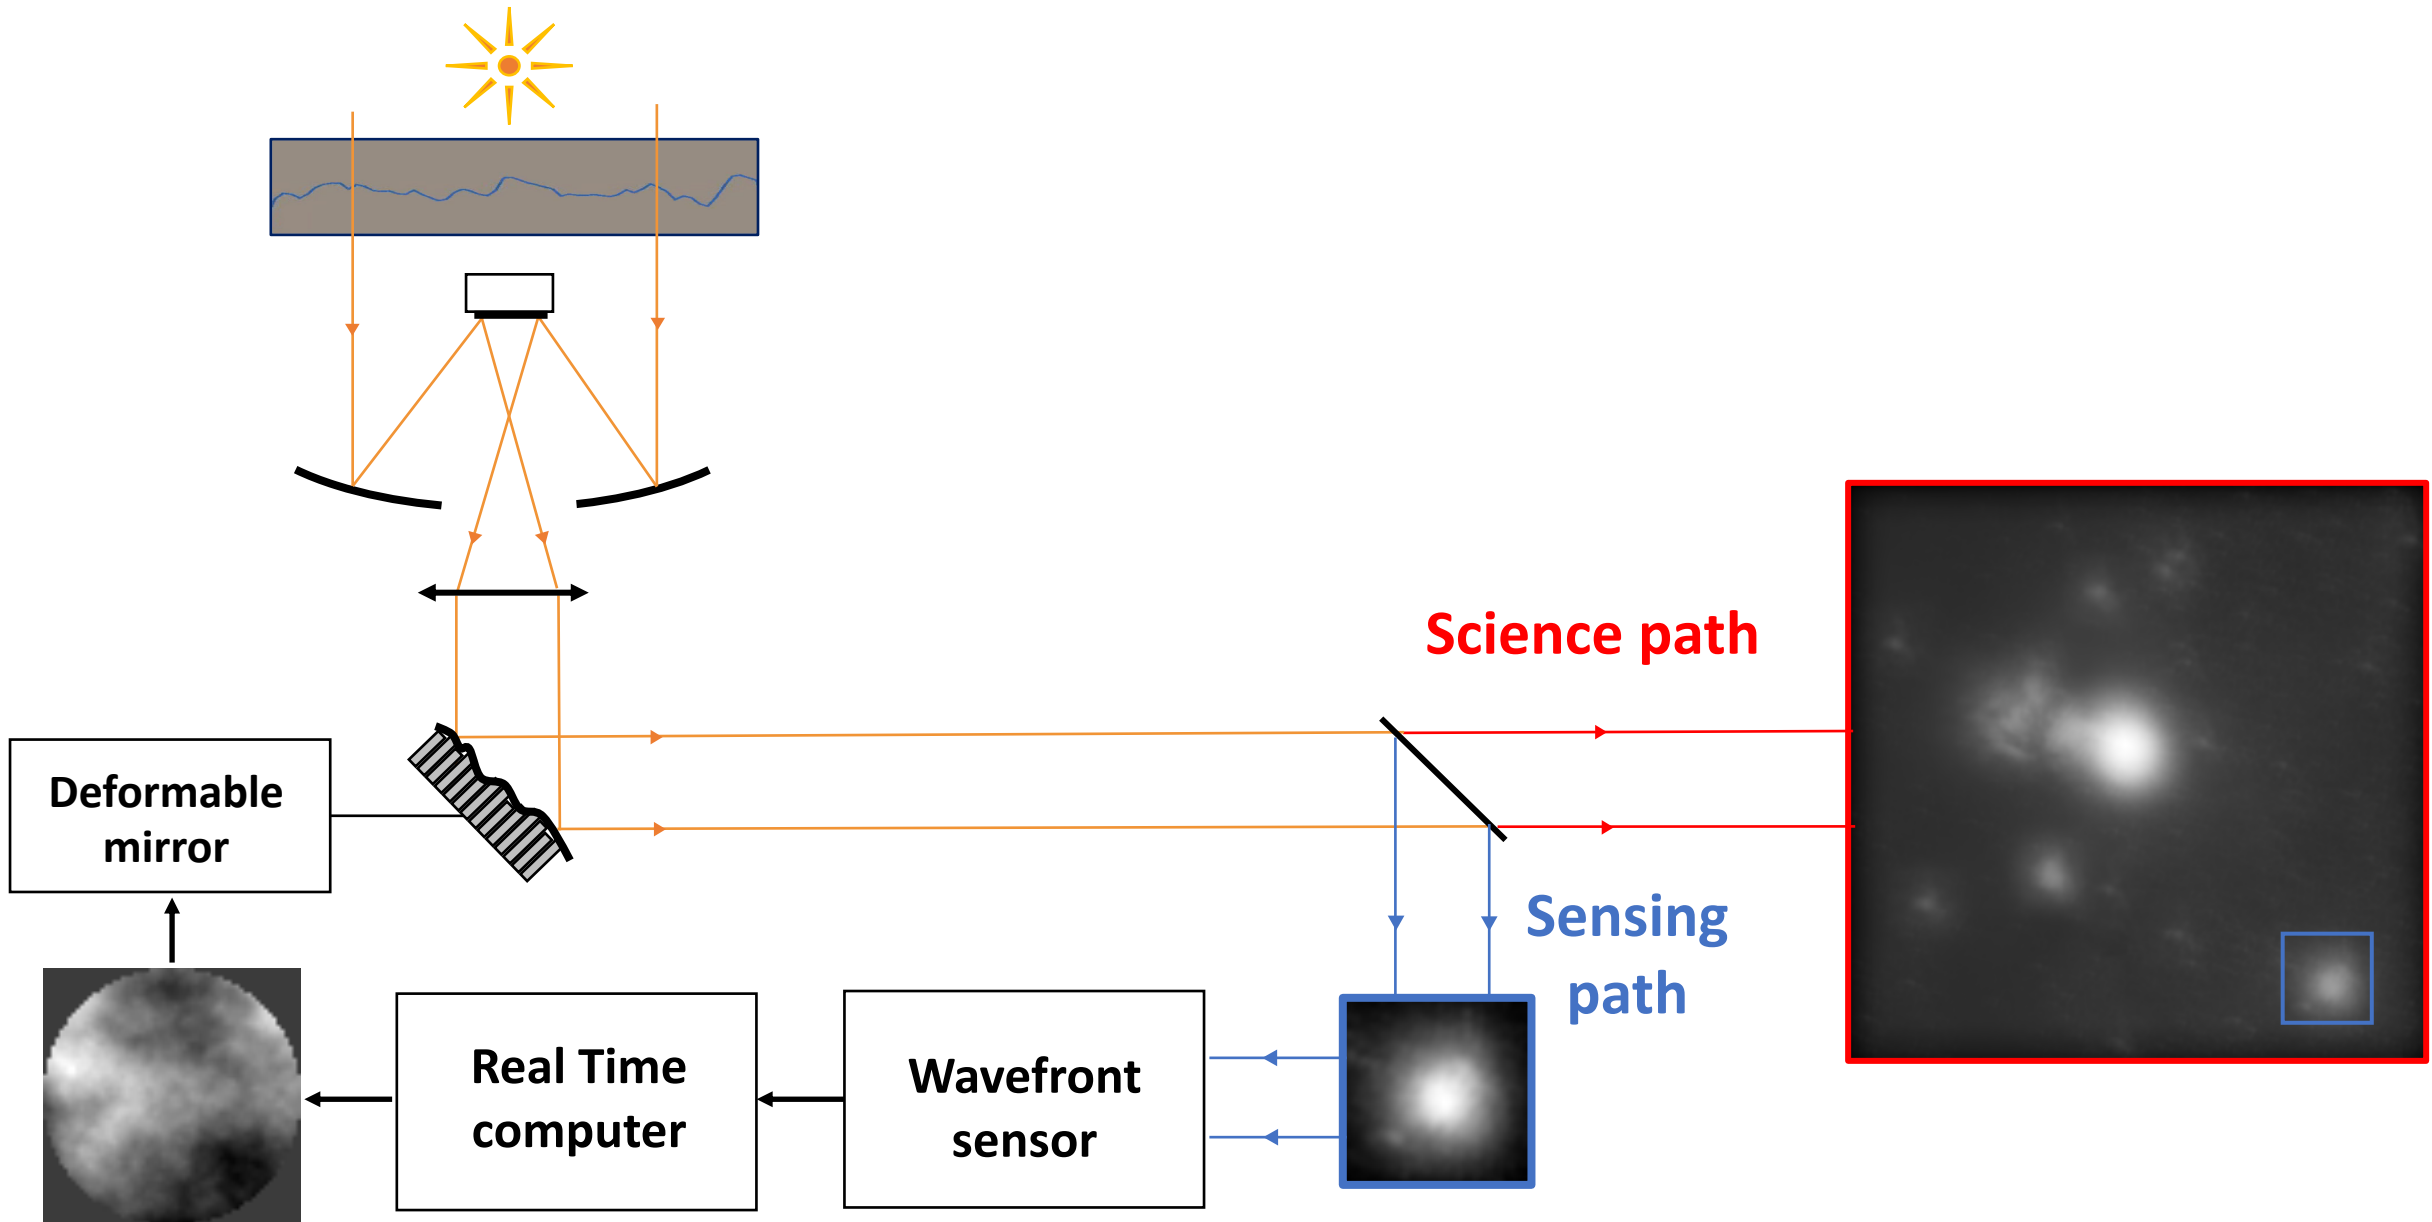 Science path
Deformable
mirror
Sensing
path
Real Time
computer
Wavefront
sensor